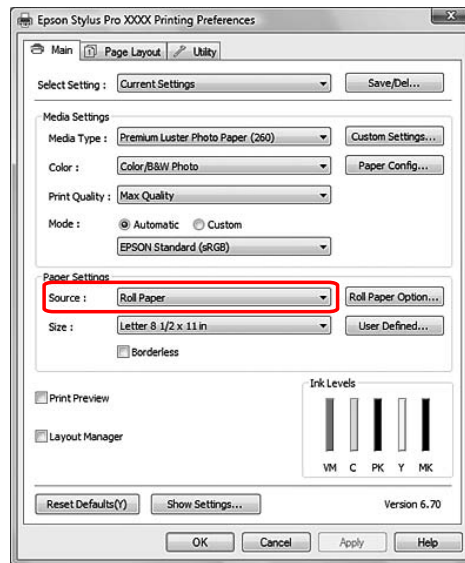 Epson Stylus Pro XXXX Printing Preferences
Main Page Layout Utility
Select Setting : Current Settings Save/Del...
Media Settings
Media Type : Premium Luster Photo Paper (260) Custom Settings...
Color : Color/B&W Photo Paper Config...
Print Quality : Max Quality
Mode : Automatic Custom
EPSON Standard (sRGB)
Paper Settings
Source : Roll Paper Roll Paper Option...
Size : Letter 8 1/2 x 11 in User Defined...
Borderless
Print Preview
Layout Manager
Ink Levels
VM C PK Y MK
Reset Defaults(Y) Show Settings... Version 6.70
OK Cancel Apply Help